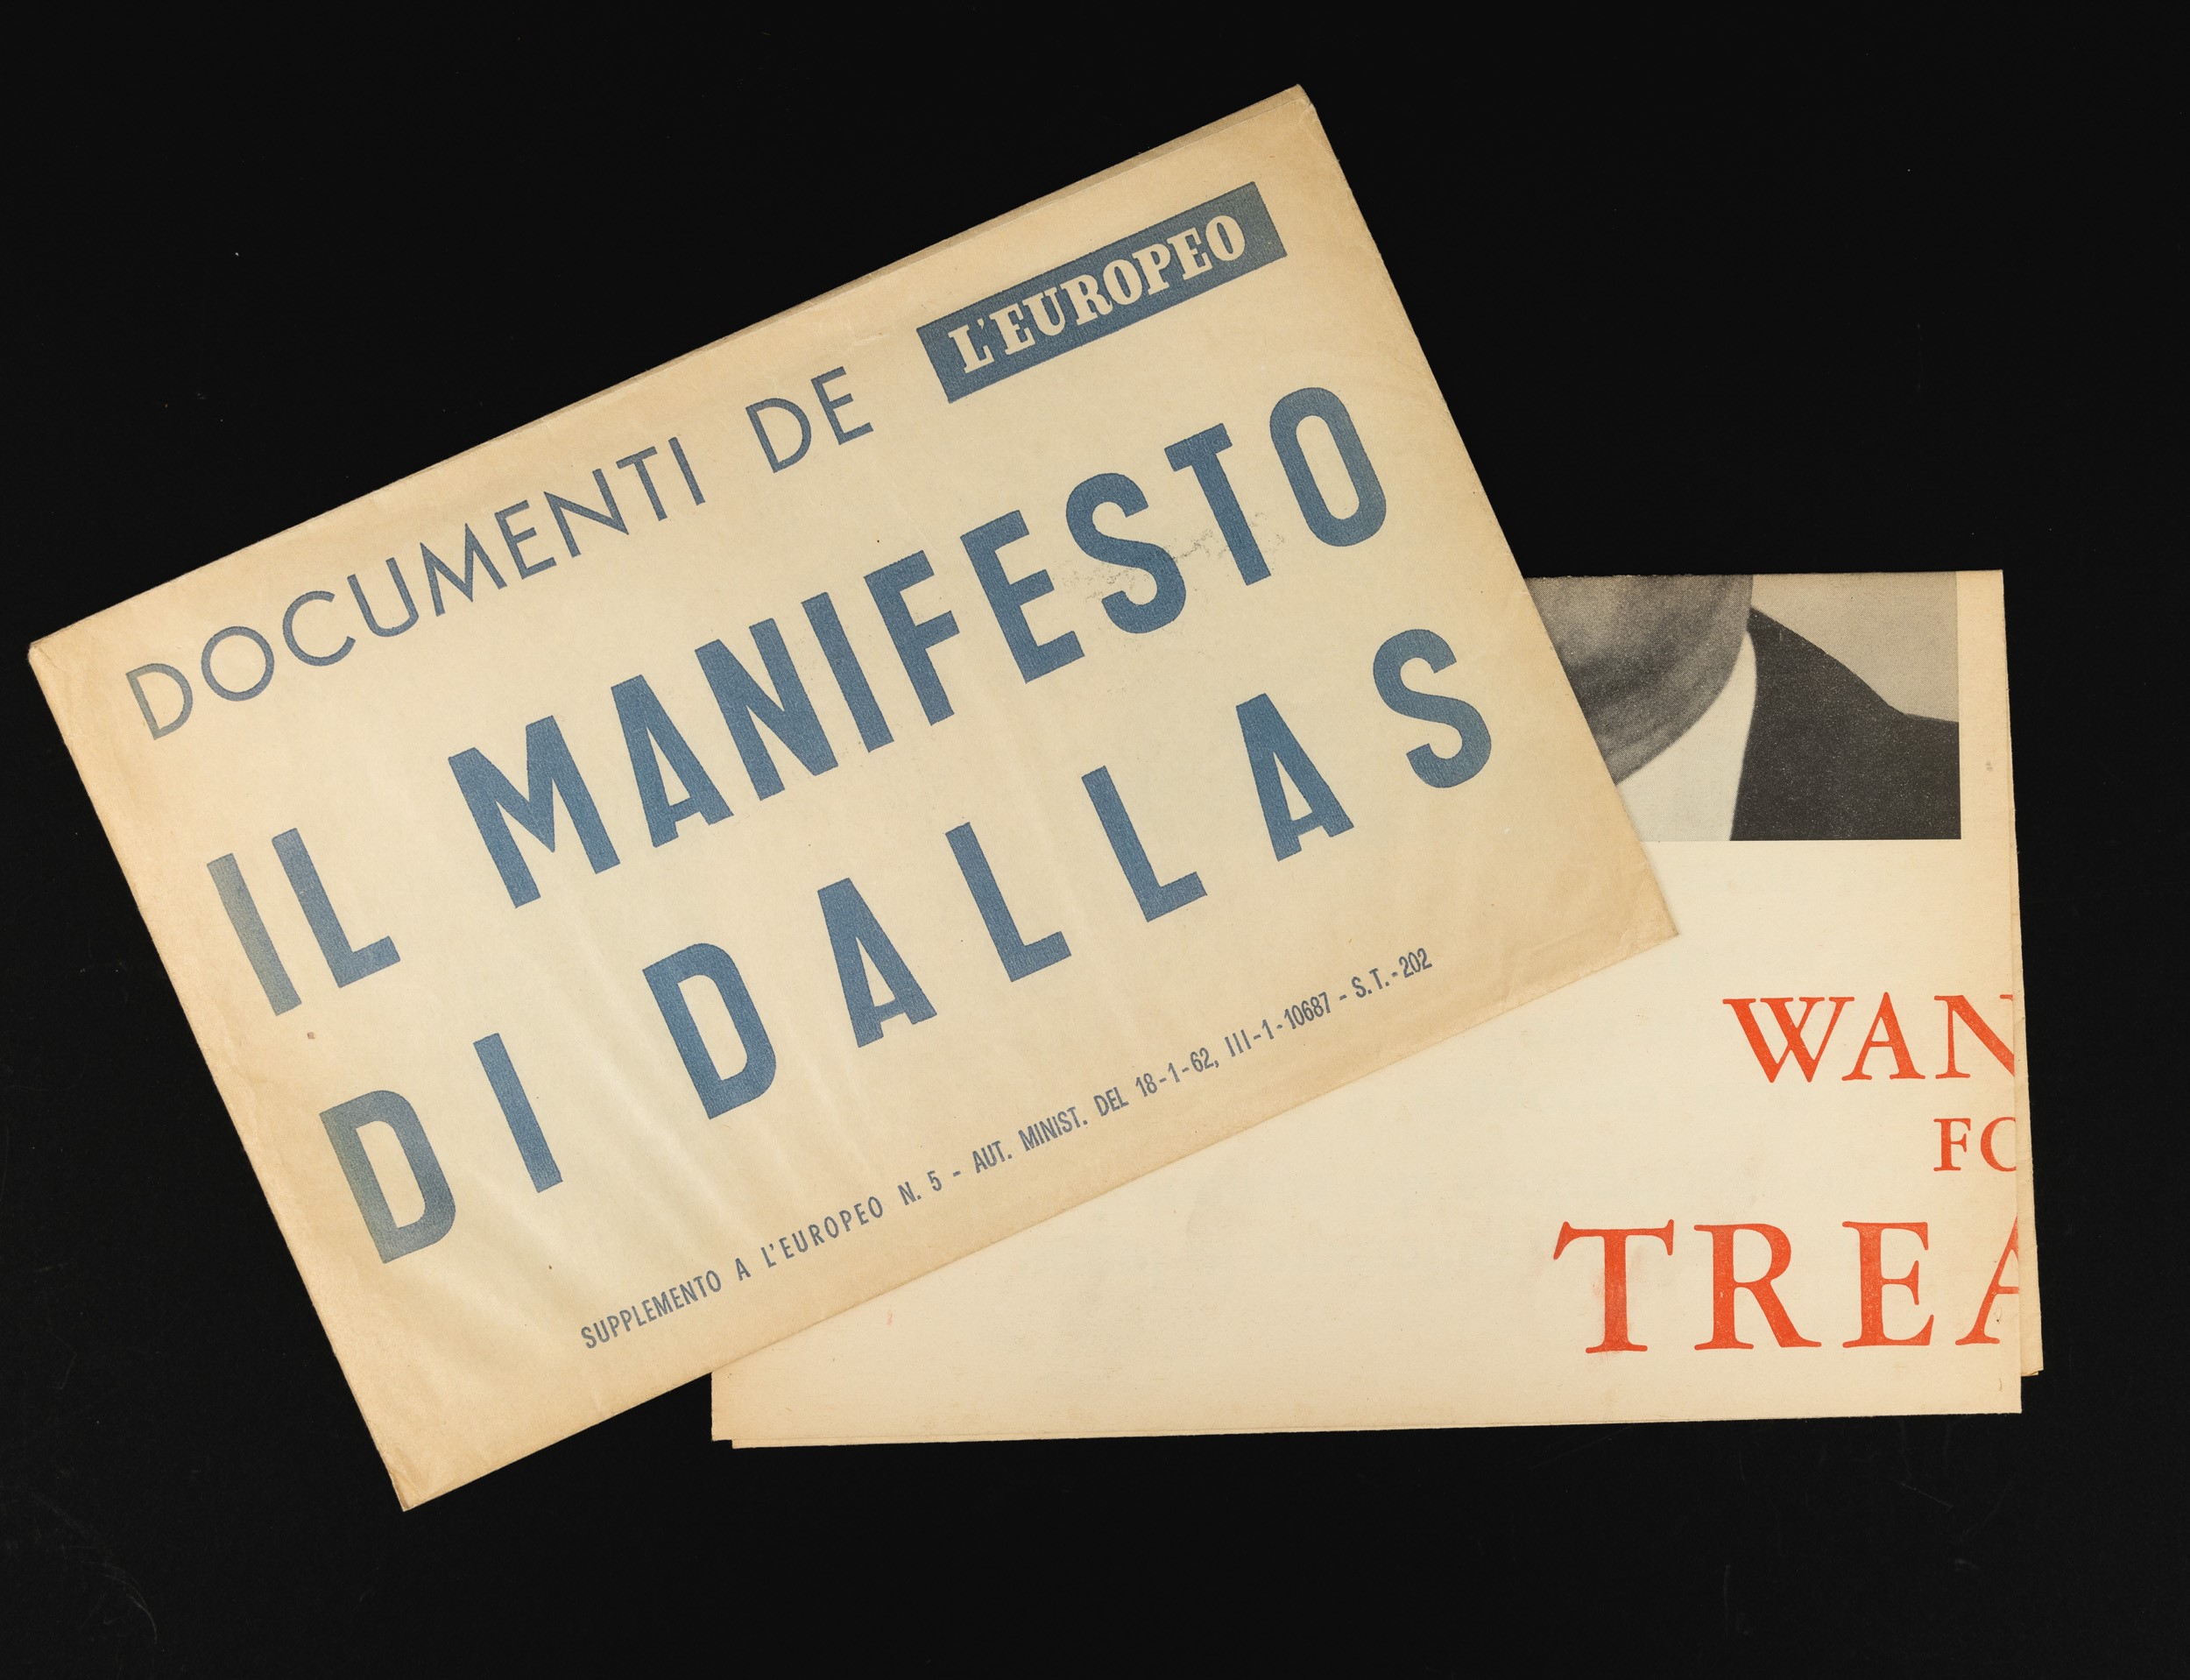 DOCUMENTI DE L'EUROPEO
IL MANIFESTO
DI DALLAS
SUPPLEMENTO A L'EUROPEO N. 5 - AUT. MINIST. DEL 18-1-62, III-1-10687 - S.T.-202
WAN
FO
TREA